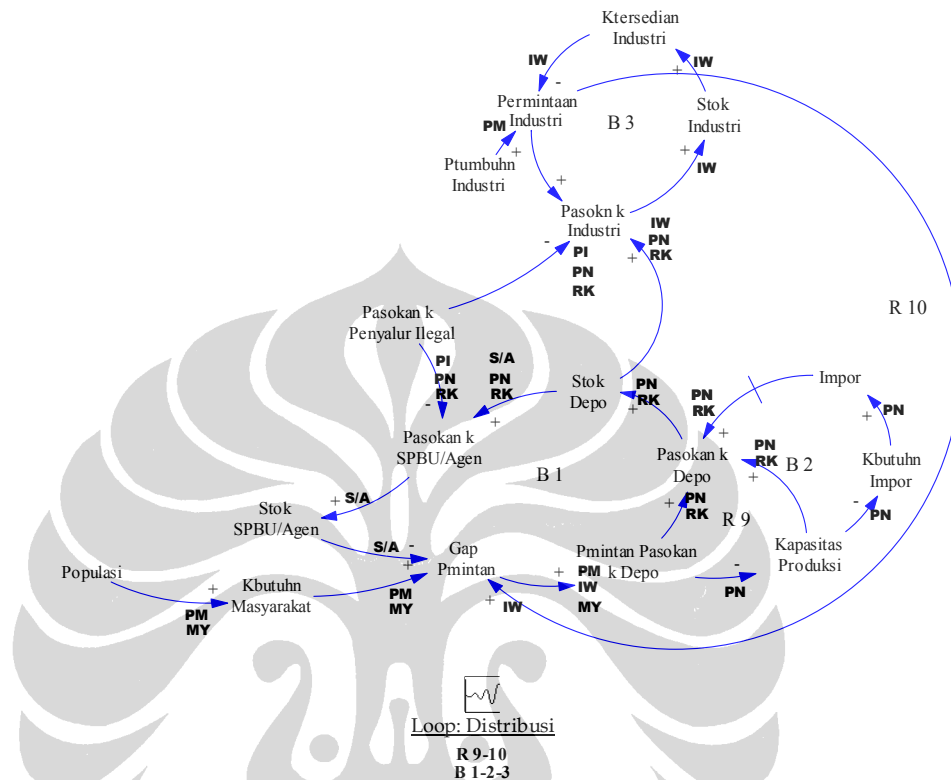 Ktersedian
Industri
IW
+
IW
-
Permintaan
Industri
Stok
Industri
B 3
PM
+
+
IW
Ptumbuhn
Industri
+
Pasokn k
Industri
-
PI
PN
RK
IW
PN
RK
+
R 10
Pasokan k
Penyalur Ilegal
PI
PN
RK
-
S/A
PN
RK
+
Stok
Depo
PN
RK
+
PN
RK
+
Impor
+
PN
Pasokan k
SPBU/Agen
B 1
Pasokan k
Depo
PN
RK
+
B 2
Kbutuhn
Impor
+
PN
RK
R 9
-
PN
+
S/A
Stok
SPBU/Agen
S/A
-
+
Gap
Pmintan
+
Pmintan Pasokan
k Depo
PM
IW
MY
-
PN
Kapasitas
Produksi
Populasi
+
PM
MY
Kbutuhn
Masyarakat
PM
MY
+
IW
Loop: Distribusi
R 9-10
B 1-2-3